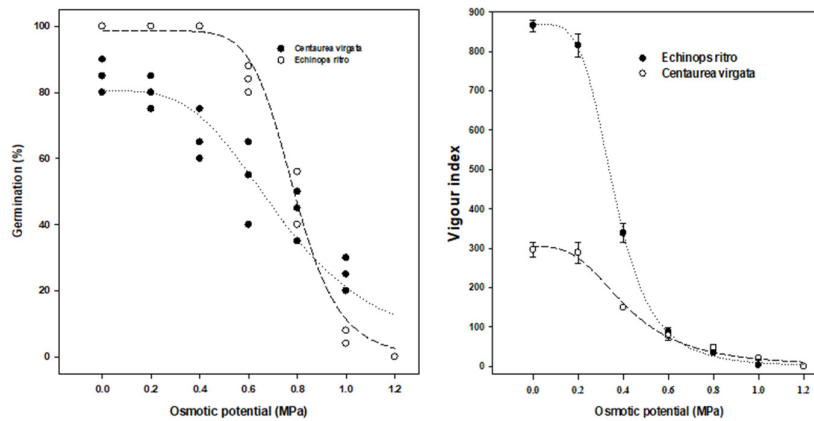 Germination (%)
100
80
60
40
20
0
Centaurea virgata
Echinops ritro
0.0 0.2 0.4 0.6 0.8 1.0 1.2
Osmotic potential (MPa)
Vigour index
900
800
700
600
500
400
300
200
100
0
Echinops ritro
Centaurea virgata
0.0 0.2 0.4 0.6 0.8 1.0 1.2
Osmotic potential (MPa)